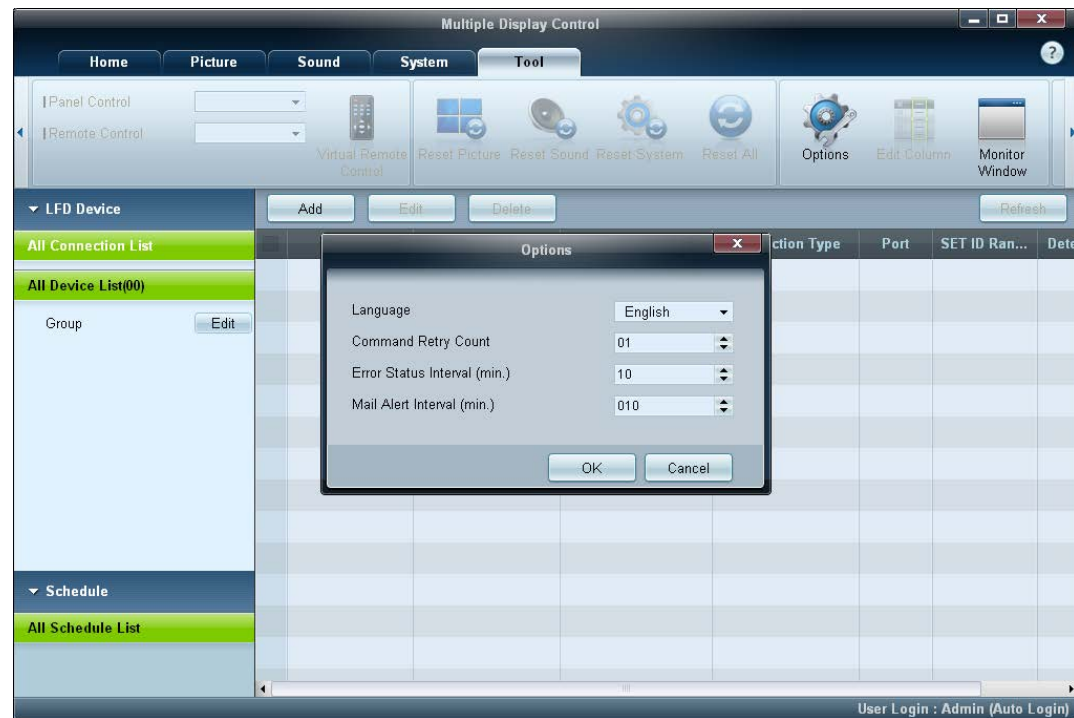 Multiple Display Control
Home Picture Sound System Tool
Panel Control
Remote Control
Virtual Remote Control
Reset Picture
Reset Sound
Reset System
Reset All
Options
Edit Column
Monitor Window
LFD Device
Add Edit Delete Refresh
All Connection List
ction Type Port SET ID Ran... Dete
All Device List(00)
Group Edit
Options
Language English
Command Retry Count 01
Error Status Interval (min.) 10
Mail Alert Interval (min.) 010
OK Cancel
Schedule
All Schedule List
User Login : Admin (Auto Login)